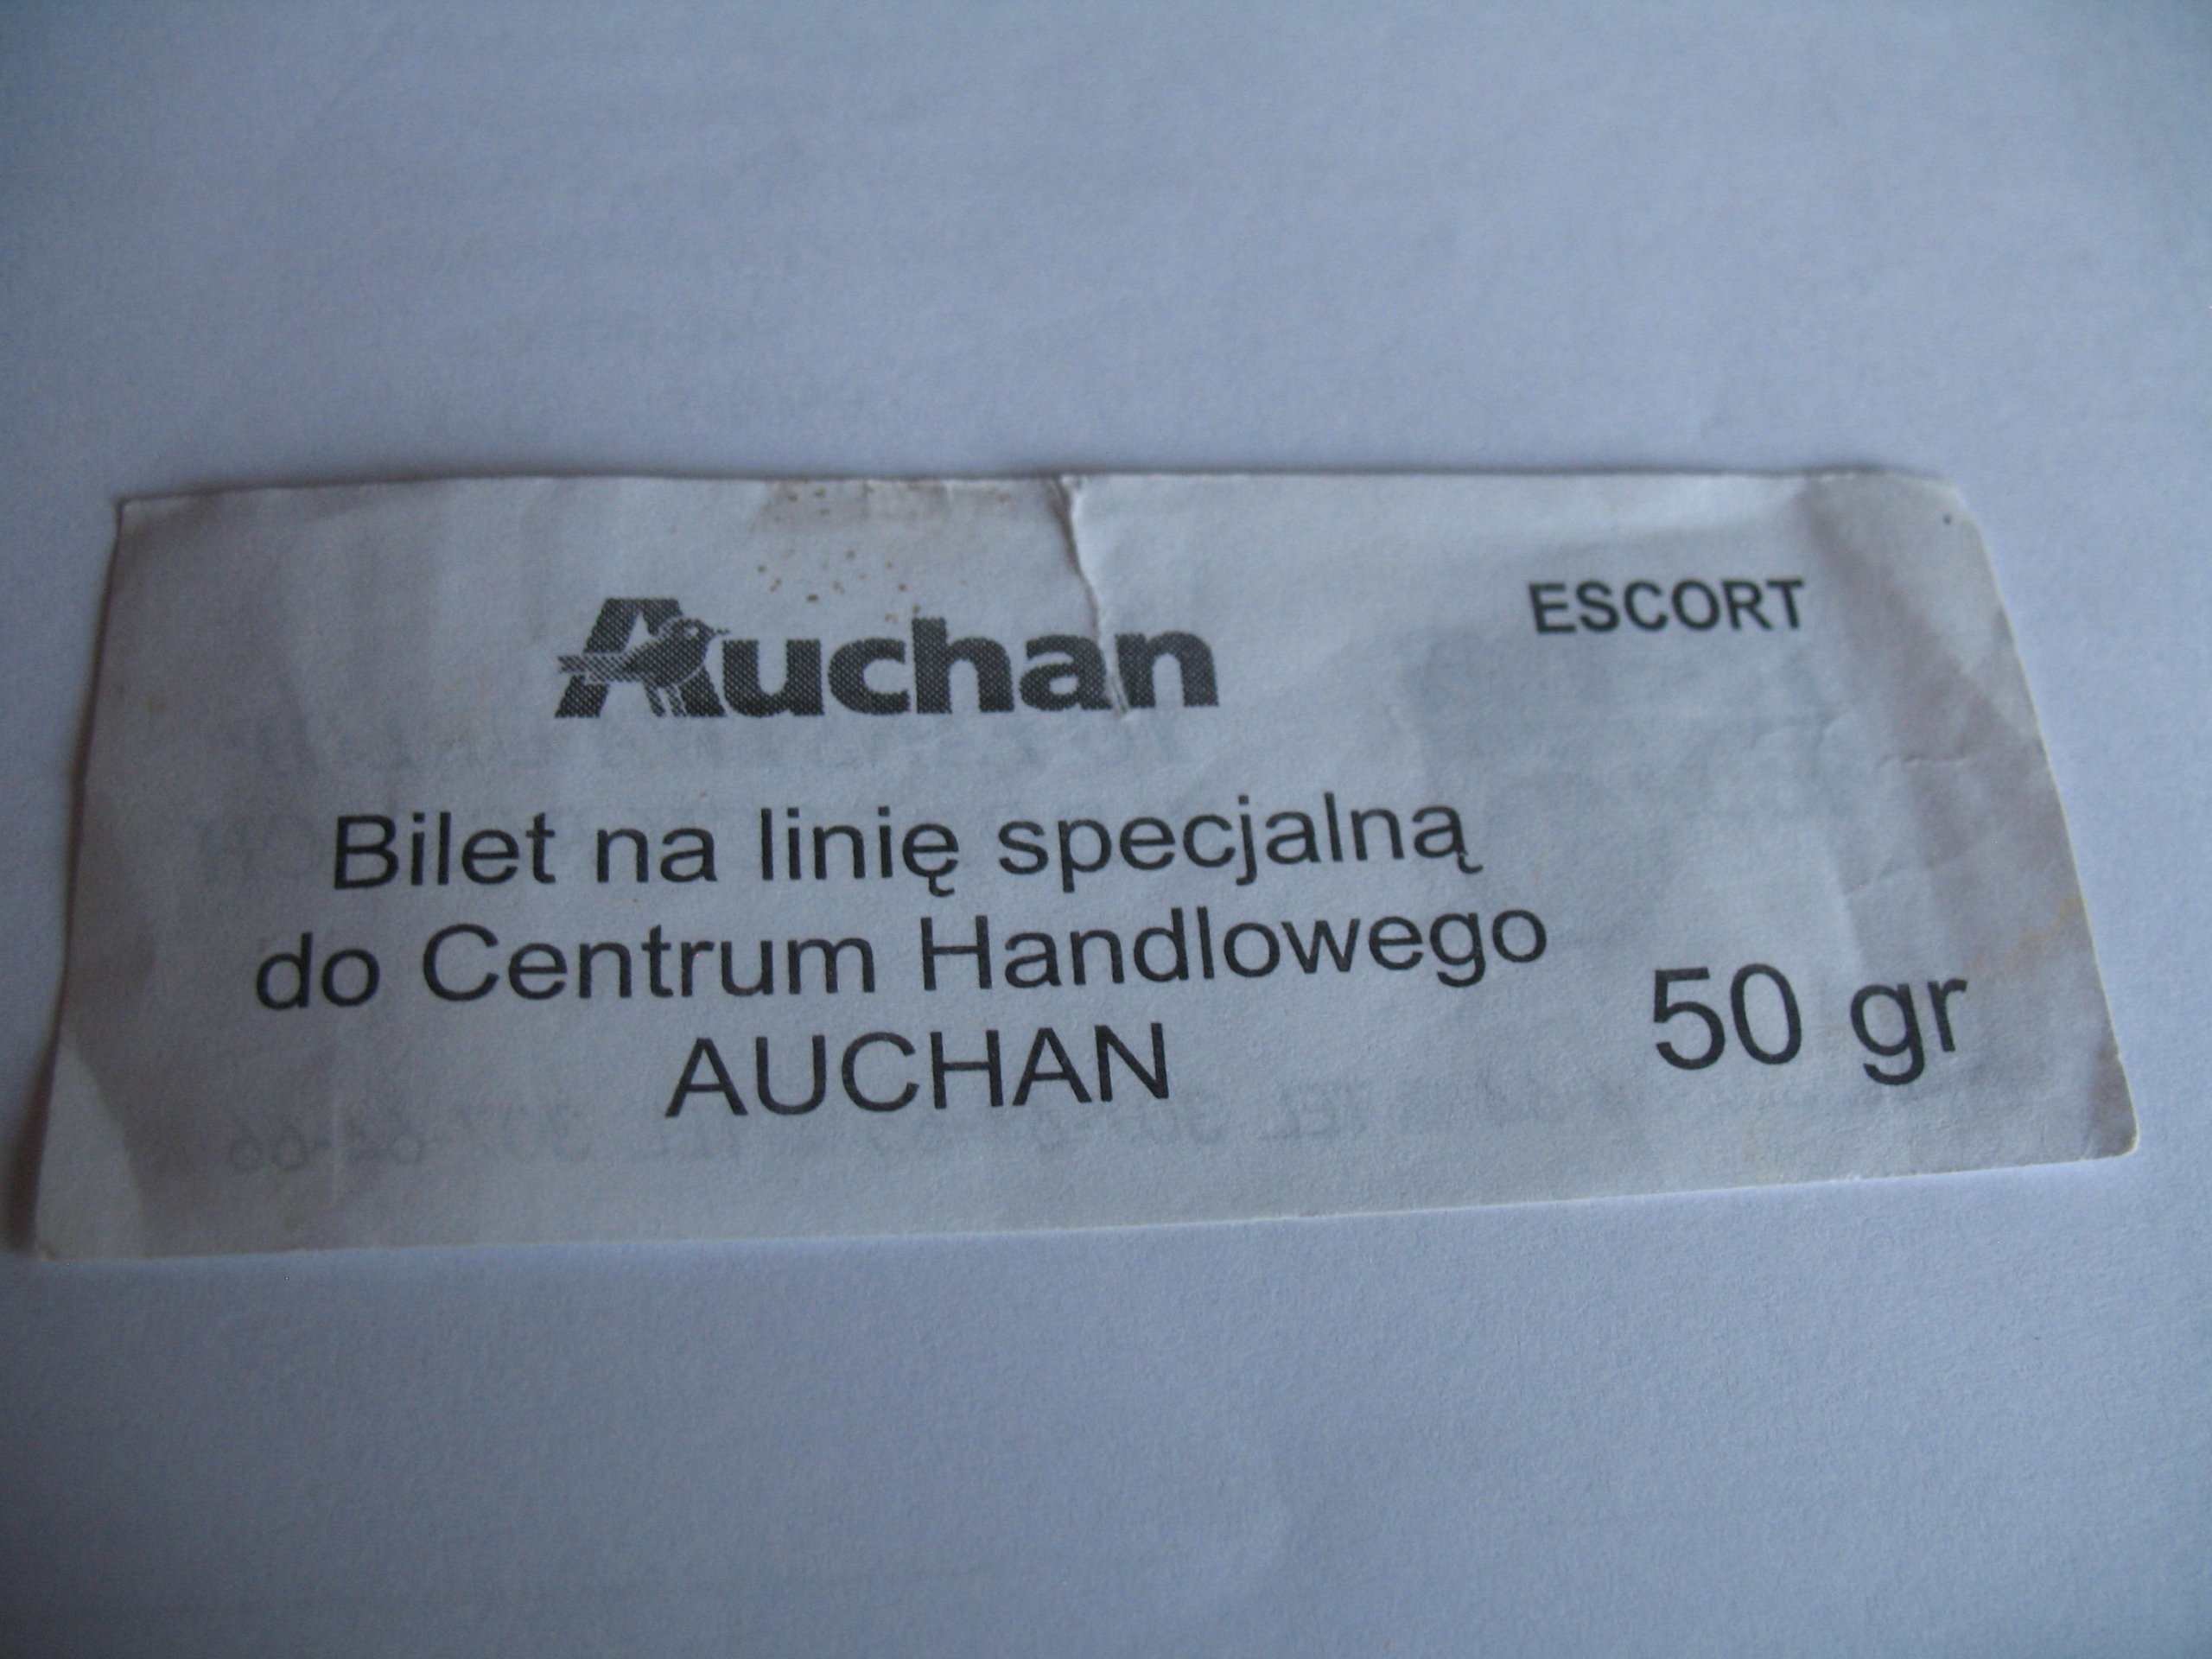 Auchan
ESCORT
Bilet na linię specjalną
do Centrum Handlowego
AUCHAN
50 gr